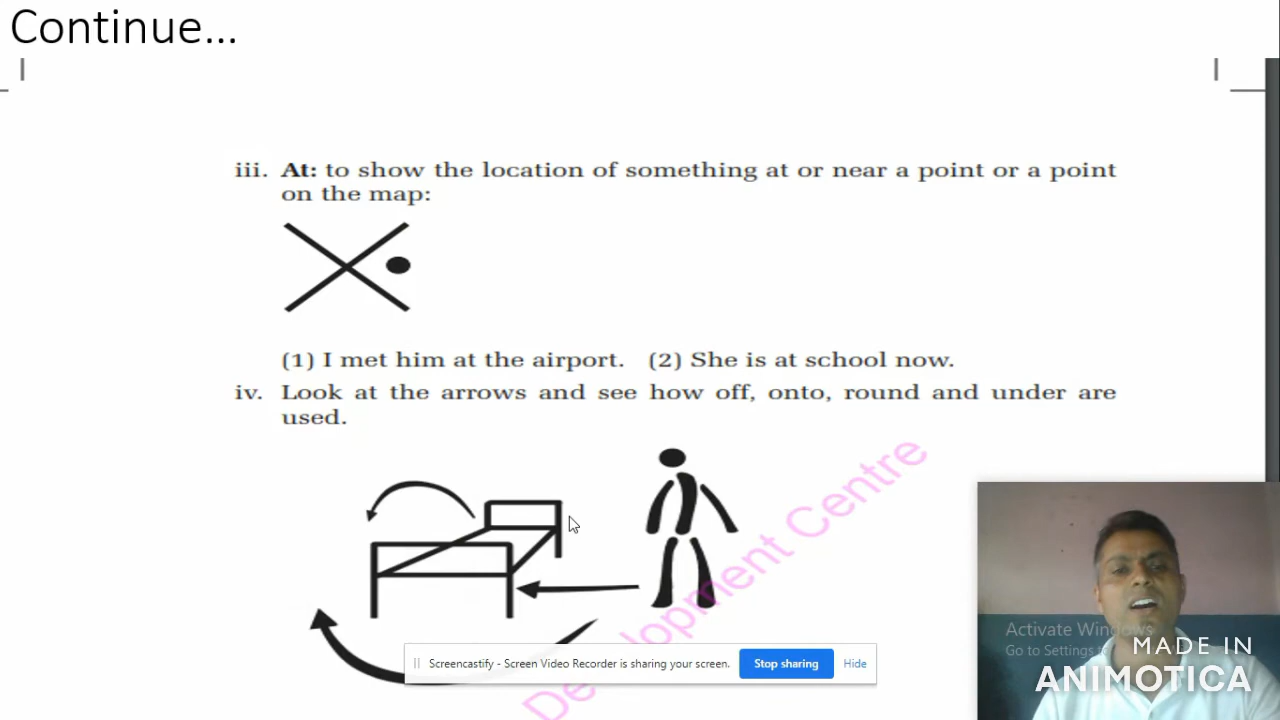 Continue...
iii. At: to show the location of something at or near a point or a point
on the map:
(1) I met him at the airport. (2) She is at school now.
iv. Look at the arrows and see how off, onto, round and under are
used.
Centre
Screencastify - Screen Video Recorder is sharing your screen.
Stop sharing
Hide
Activate Windows
Go to Settings
MADE IN
ANIMOTICA